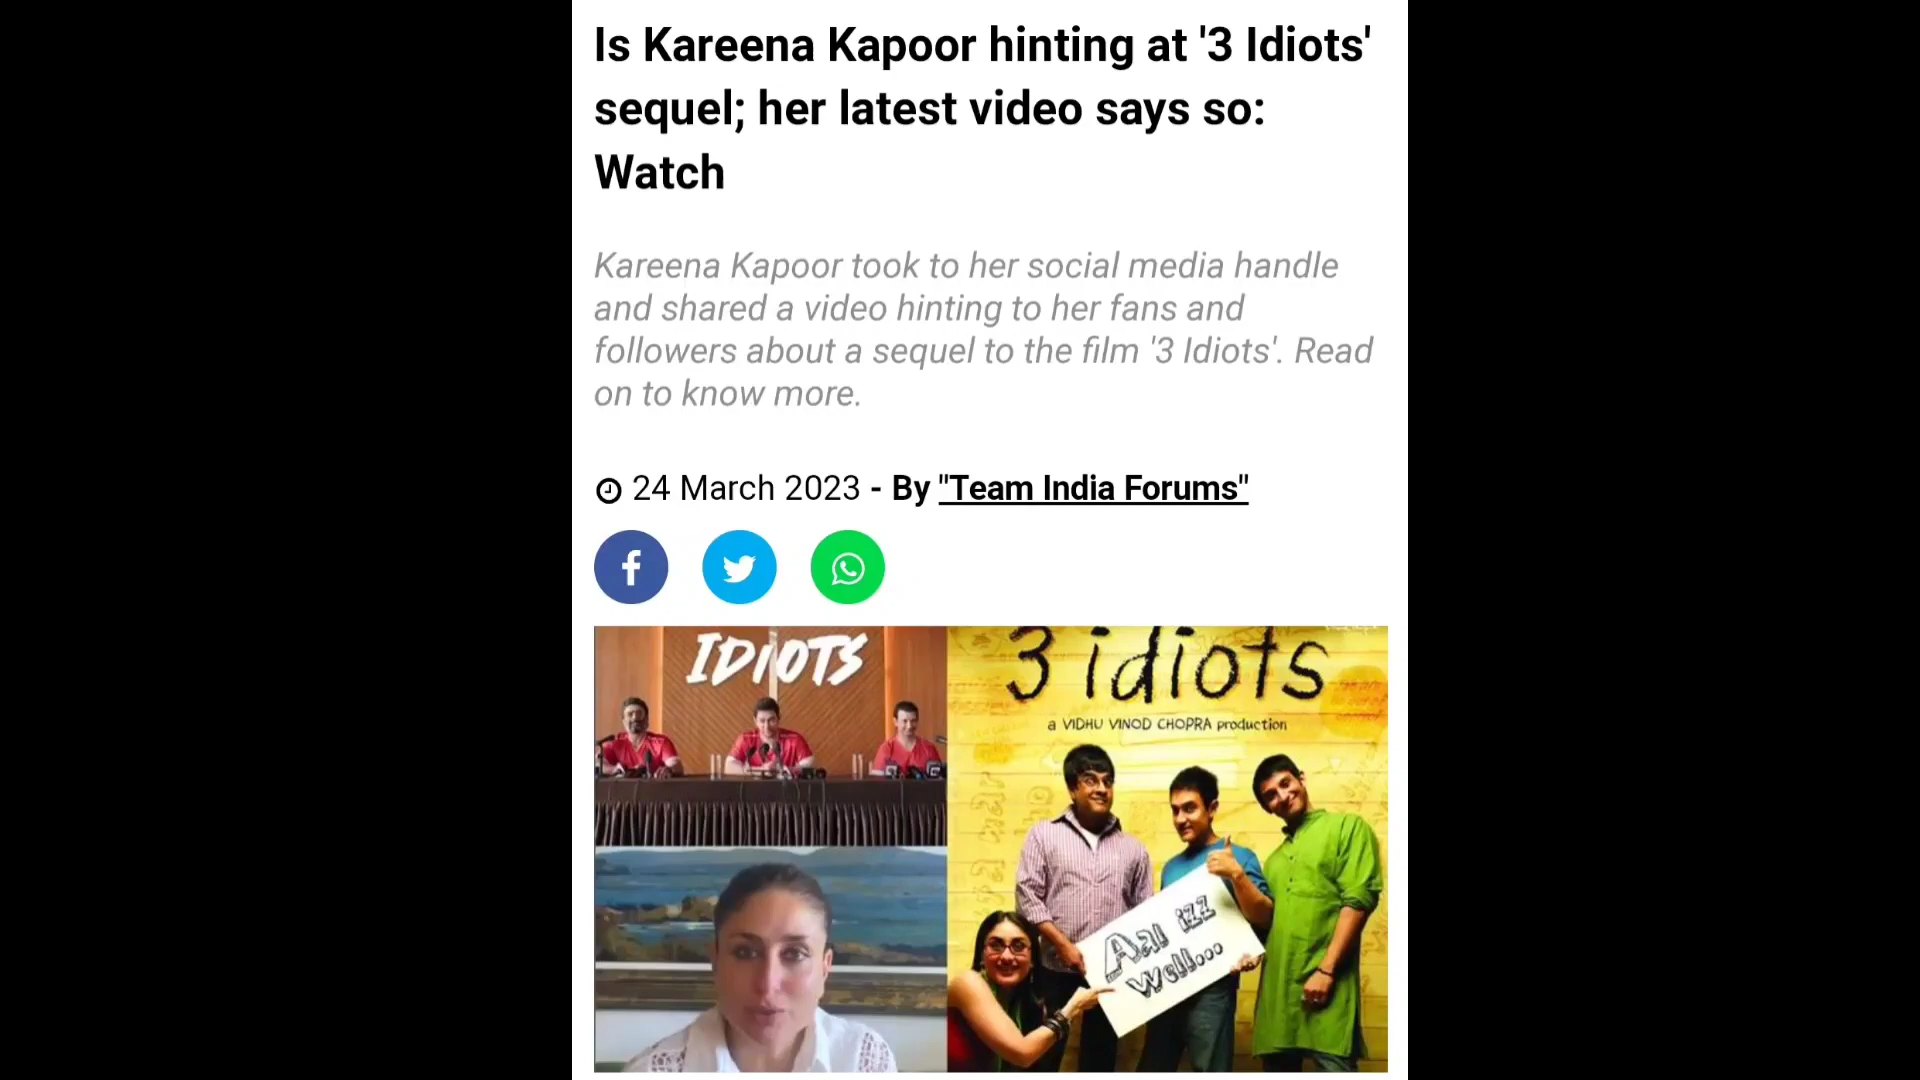 Is Kareena Kapoor hinting at '3 Idiots'
sequel; her latest video says so:
Watch
Kareena Kapoor took to her social media handle
and shared a video hinting to her fans and
followers about a sequel to the film '3 Idiots'. Read
on to know more.
24 March 2023 - By "Team India Forums"
IDIOTS
3 idiots
a VIDHU VINOD CHOPRA production
Aal izz
well...